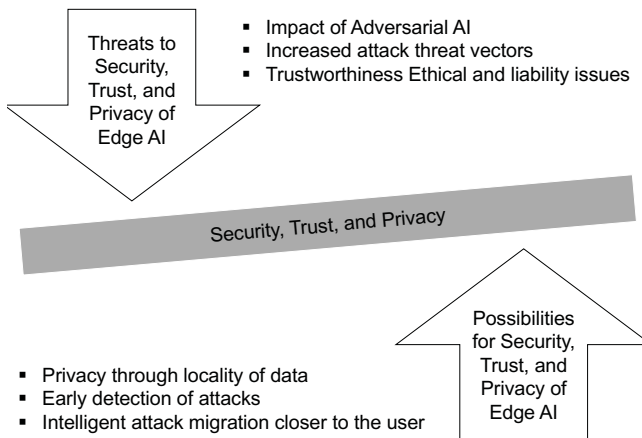 Threats to
Security,
Trust, and
Privacy of
Edge AI
▪ Impact of Adversarial AI
▪ Increased attack threat vectors
▪ Trustworthiness Ethical and liability issues
Security, Trust, and Privacy
Possibilities
for Security,
Trust, and
Privacy of
Edge AI
▪ Privacy through locality of data
▪ Early detection of attacks
▪ Intelligent attack migration closer to the user